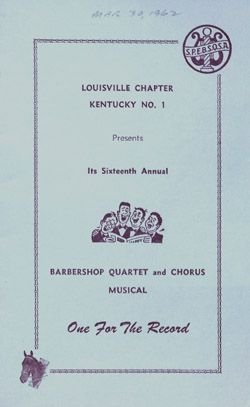 MAR 30, 1962
S.P.E.B.S.Q.S.A.
LOUISVILLE CHAPTER
KENTUCKY NO. 1
Presents
Its Sixteenth Annual
BARBERSHOP QUARTET and CHORUS
MUSICAL
One For The Record